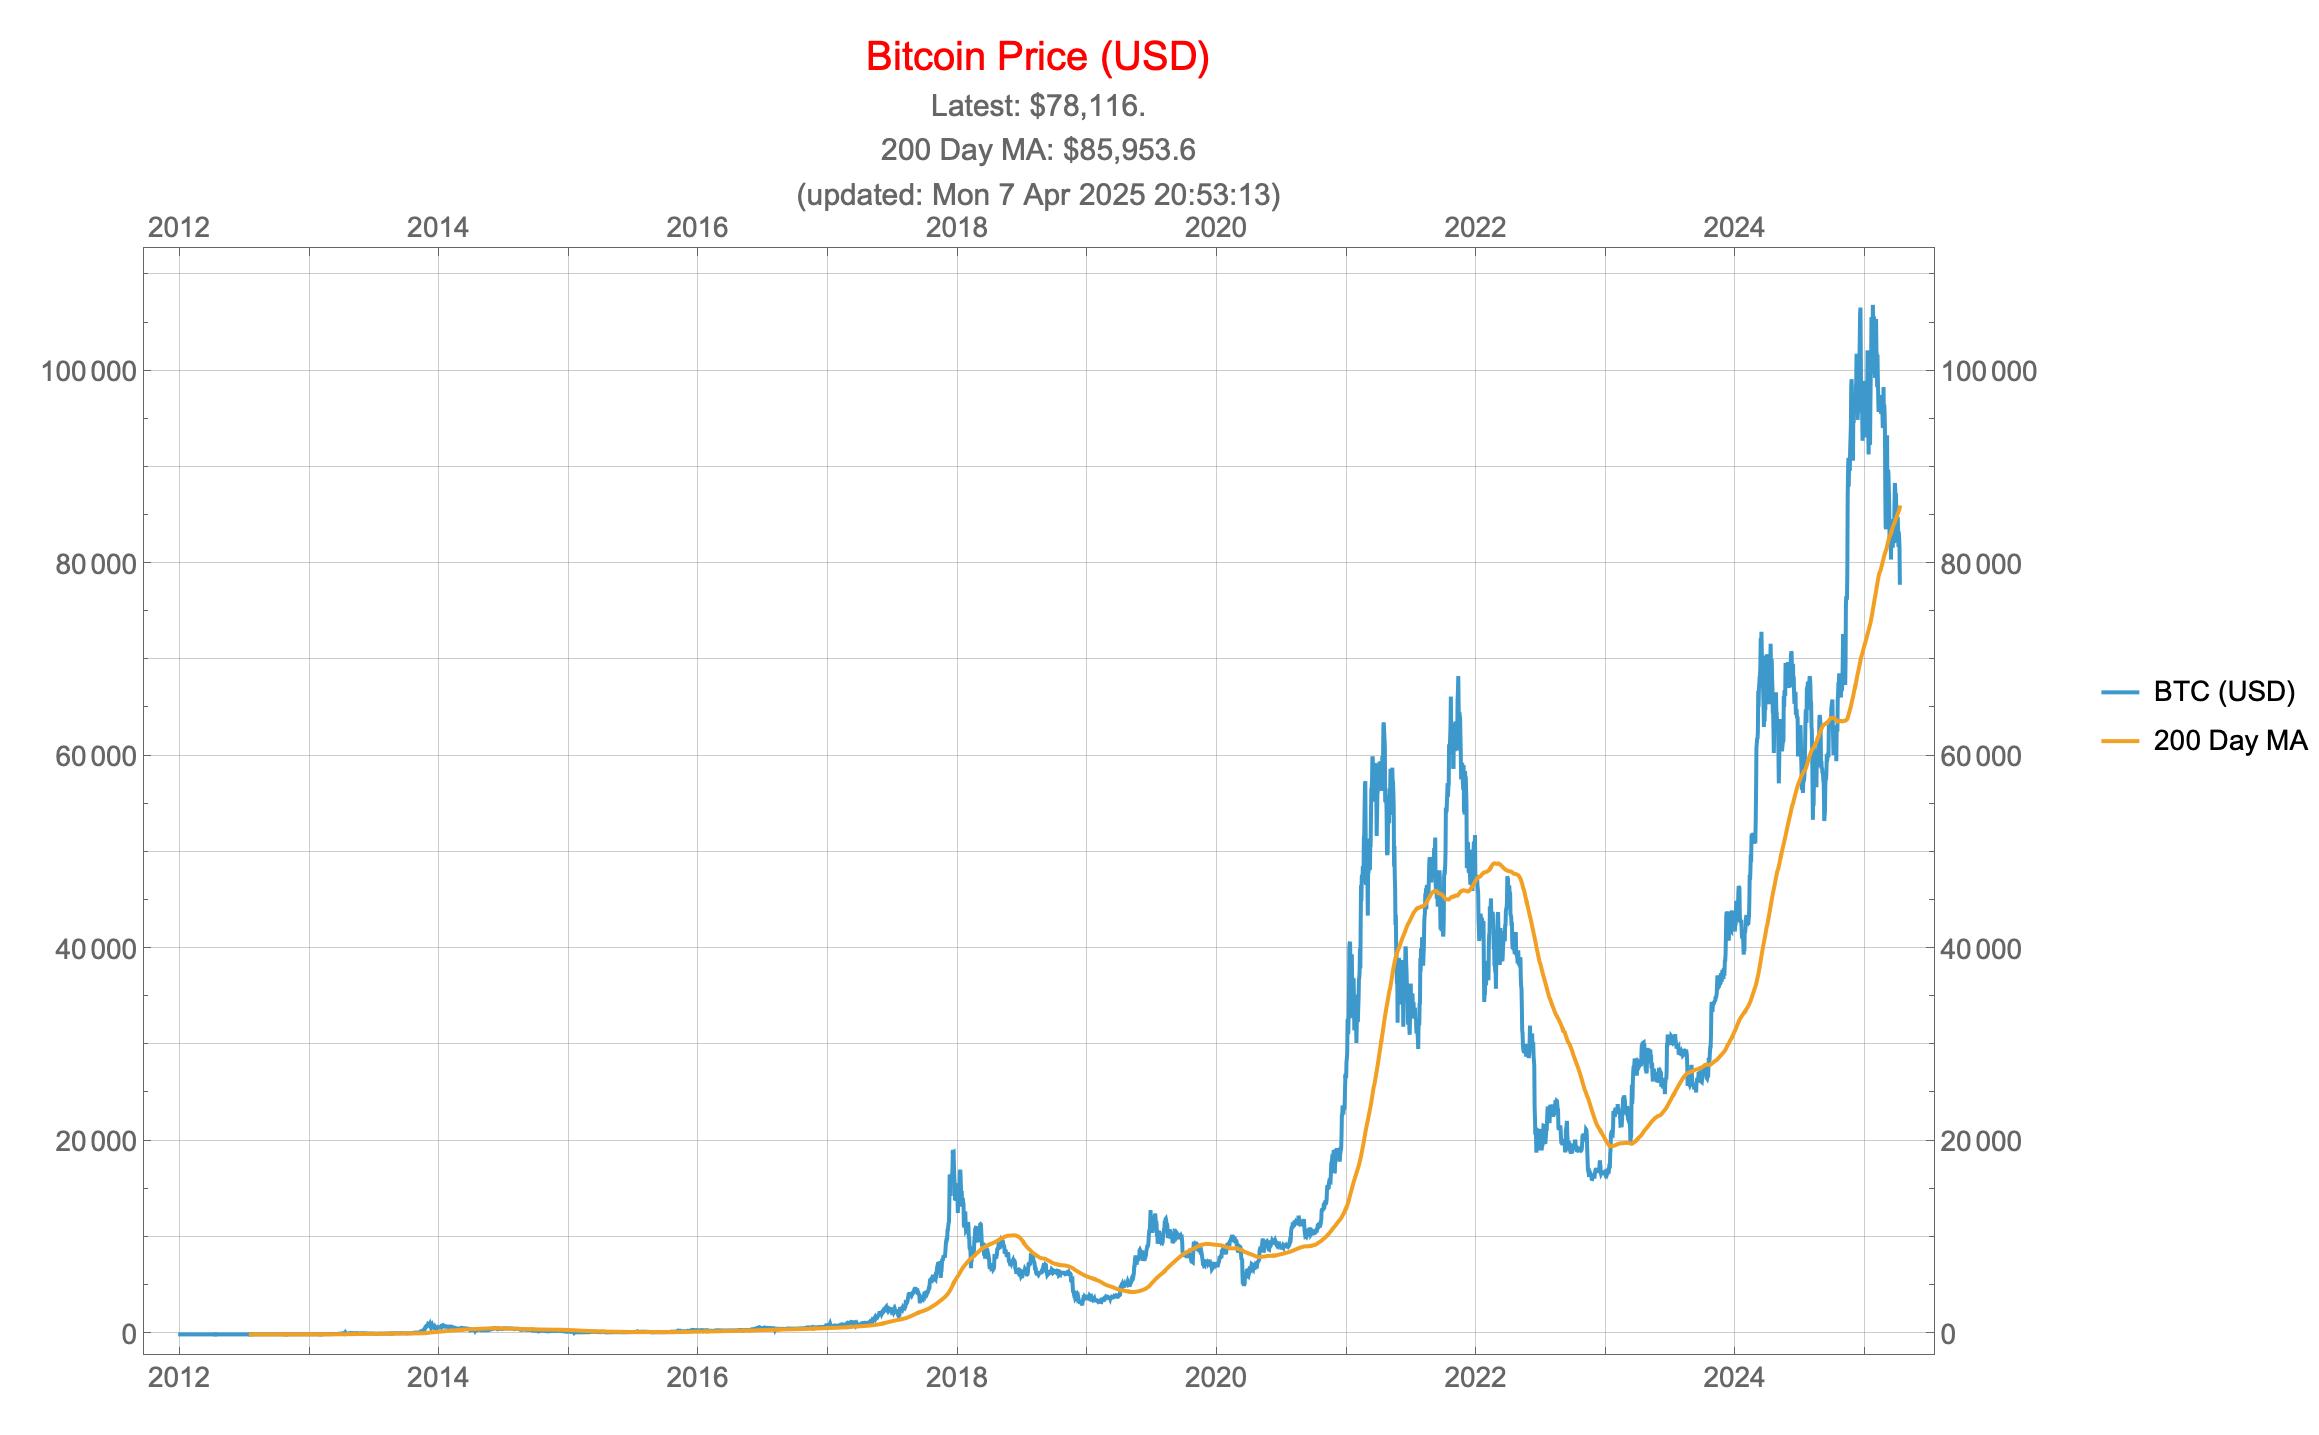 Bitcoin Price (USD)
Latest: $78,116.
200 Day MA: $85,953.6
(updated: Mon 7 Apr 2025 20:53:13)
2012 2014 2016 2018 2020 2022 2024
100 000 100 000
80 000 80 000
BTC (USD)
200 Day MA
60 000 60 000
40 000 40 000
20 000 20 000
0 0
2012 2014 2016 2018 2020 2022 2024